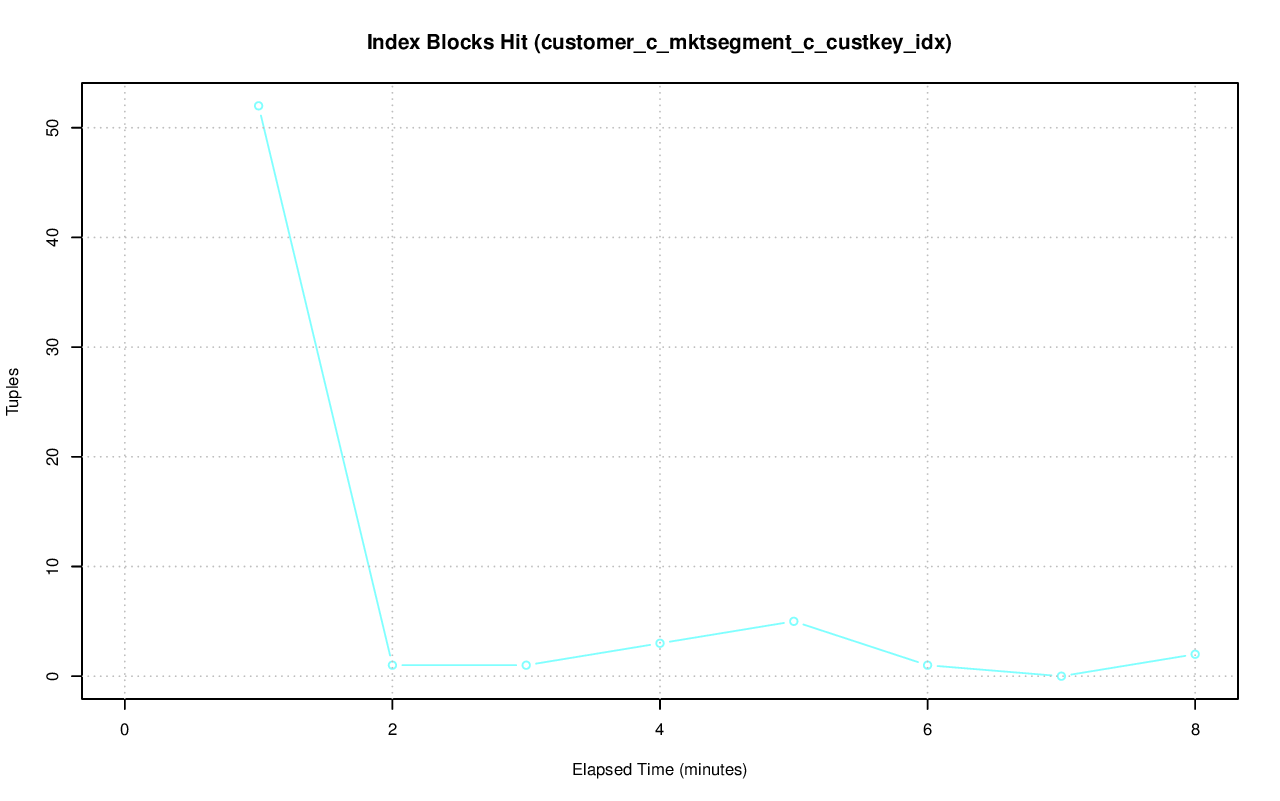 Index Blocks Hit (customer_c_mktsegment_c_custkey_idx)
Tuples
50
40
30
20
10
0
0 2 4 6 8
Elapsed Time (minutes)